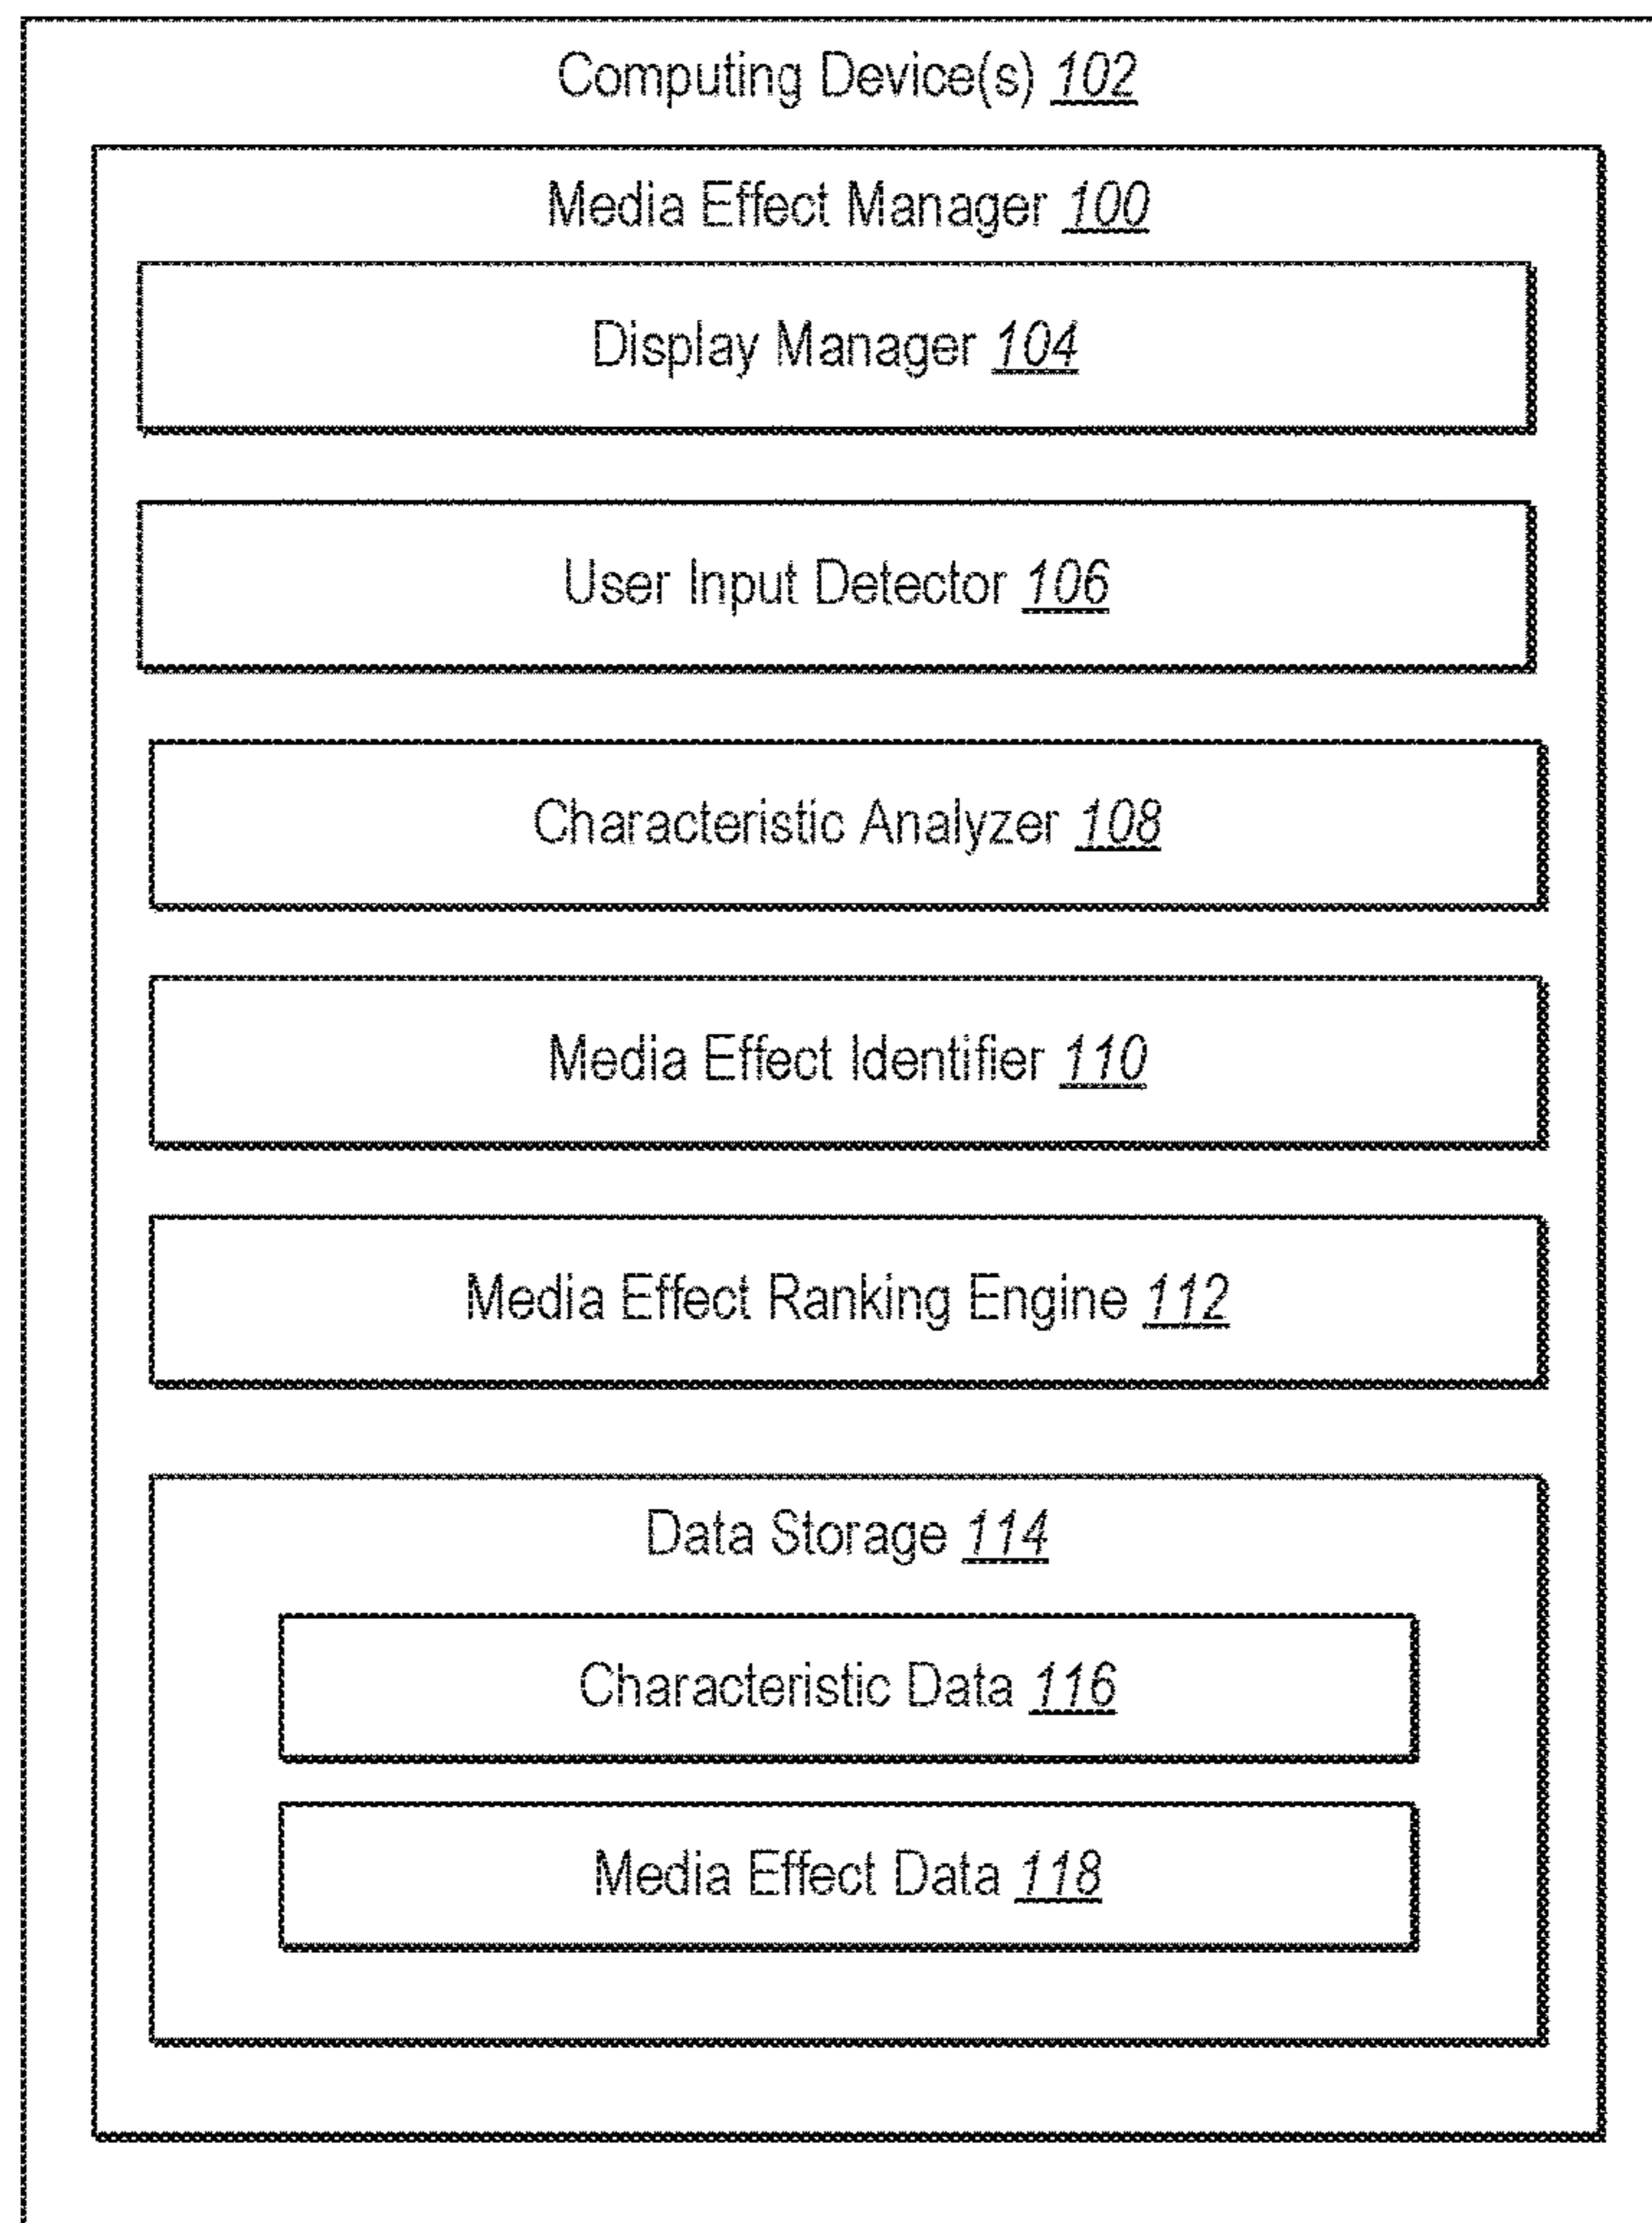 Computing Device(s) 102
Media Effect Manager 100
Display Manager 104
User Input Detector 106
Characteristic Analyzer 108
Media Effect Identifier 110
Media Effect Ranking Engine 112
Data Storage 114
Characteristic Data 116
Media Effect Data 118